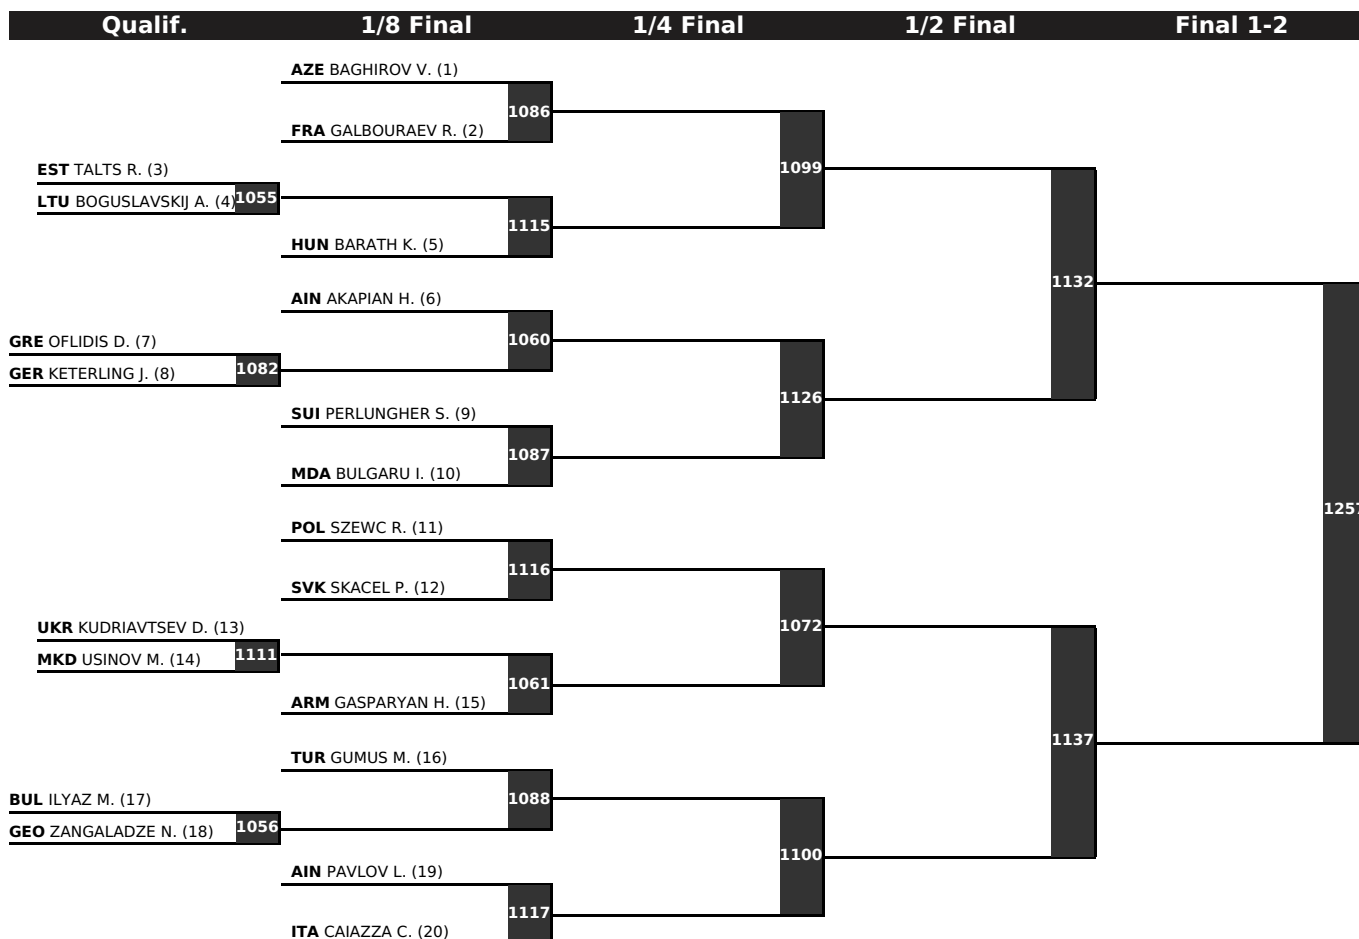 Qualif. 1/8 Final 1/4 Final 1/2 Final Final 1-2
AZE BAGHIROV V. (1)
1086
FRA GALBOURAEV R. (2)
EST TALTS R. (3)
1099
LTU BOGUSLAVSKIJ A. (4) 1055
1115
HUN BARATH K. (5)
1132
AIN AKAPIAN H. (6)
1060
GRE OFLIDIS D. (7)
GER KETERLING J. (8) 1082
1126
SUI PERLUNGHER S. (9)
1087
MDA BULGARU I. (10)
1257
POL SZEWC R. (11)
1116
SVK SKACEL P. (12)
UKR KUDRIAVTSEV D. (13)
1072
MKD USINOV M. (14) 1111
1061
ARM GASPARYAN H. (15)
1137
TUR GUMUS M. (16)
1088
BUL ILYAZ M. (17)
GEO ZANGALADZE N. (18) 1056
1100
AIN PAVLOV L. (19)
1117
ITA CAIAZZA C. (20)